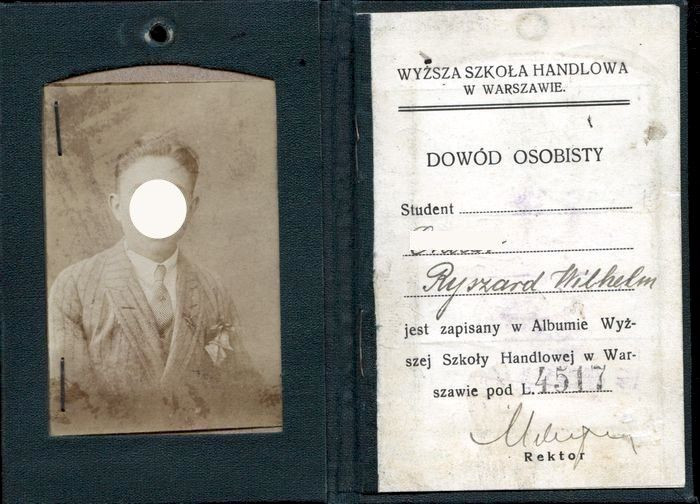 WYŻSZA SZKOŁA HANDLOWA
W WARSZAWIE.
DOWÓD OSOBISTY
Student
Ryszard Wilhelm
jest zapisany w Albumie Wyż-
szej Szkoły Handlowej w War-
szawie pod L. 4517
Rektor